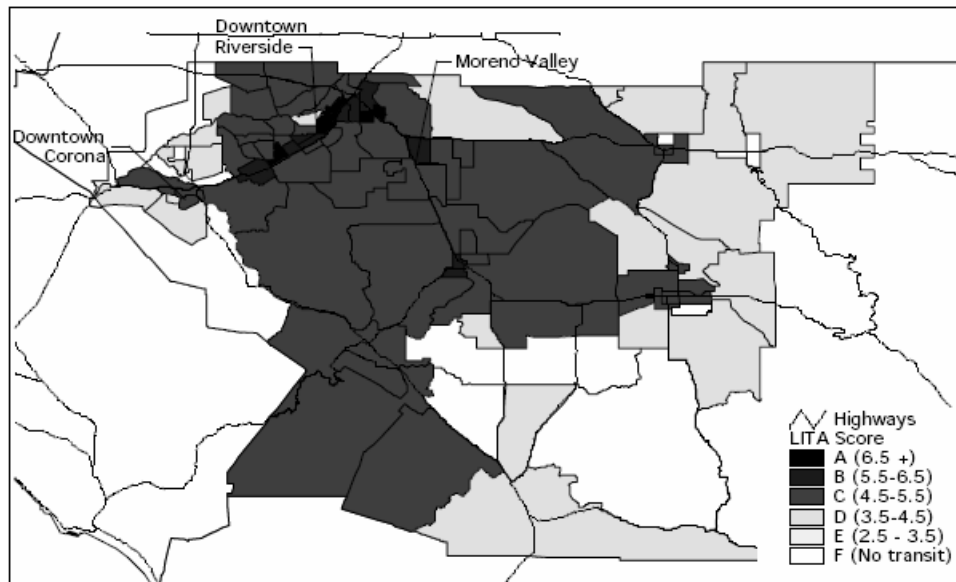 Downtown
Riverside
Moreno Valley
Downtown
Corona
Highways
LITA Score
A (6.5 +)
B (5.5-6.5)
C (4.5-5.5)
D (3.5-4.5)
E (2.5 - 3.5)
F (No transit)